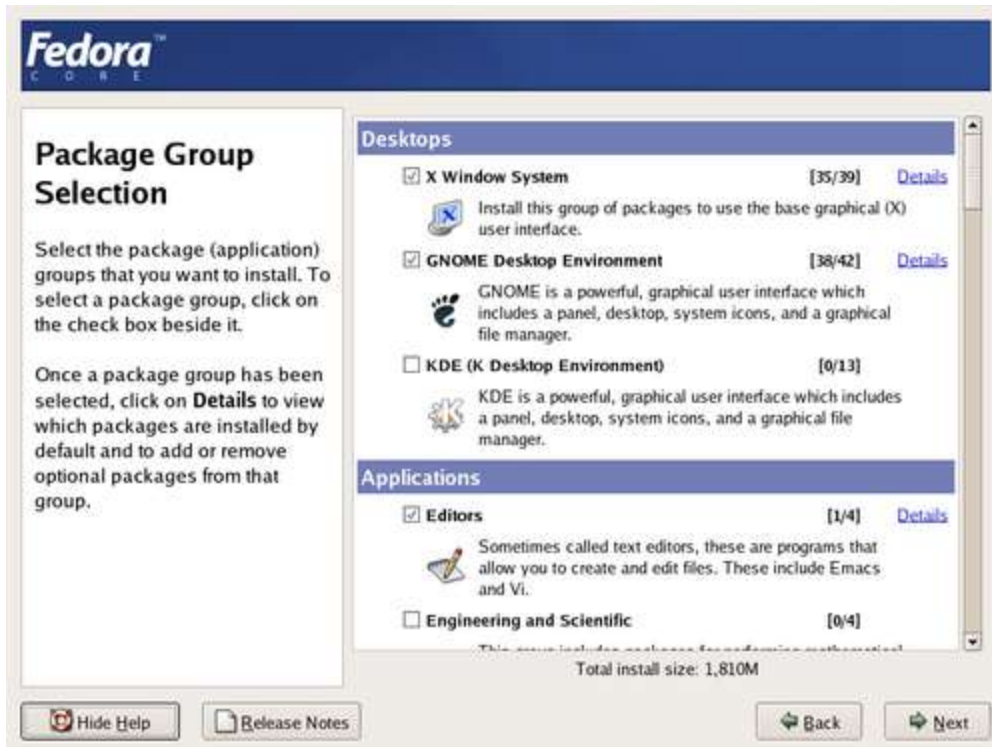 Fedora™
CORE
Package Group
Selection
Select the package (application)
groups that you want to install. To
select a package group, click on
the check box beside it.
Once a package group has been
selected, click on Details to view
which packages are installed by
default and to add or remove
optional packages from that
group.
Desktops
X Window System [35/39] Details
Install this group of packages to use the base graphical (X)
user interface.
GNOME Desktop Environment [38/42] Details
GNOME is a powerful, graphical user interface which
includes a panel, desktop, system icons, and a graphical
file manager.
KDE (K Desktop Environment) [0/13]
KDE is a powerful, graphical user interface which includes
a panel, desktop, system icons, and a graphical file
manager.
Applications
Editors [1/4] Details
Sometimes called text editors, these are programs that
allow you to create and edit files. These include Emacs
and Vi.
Engineering and Scientific [0/4]
This group includes packages for performing mathematical
Total install size: 1,810M
Hide Help
Release Notes
Back
Next